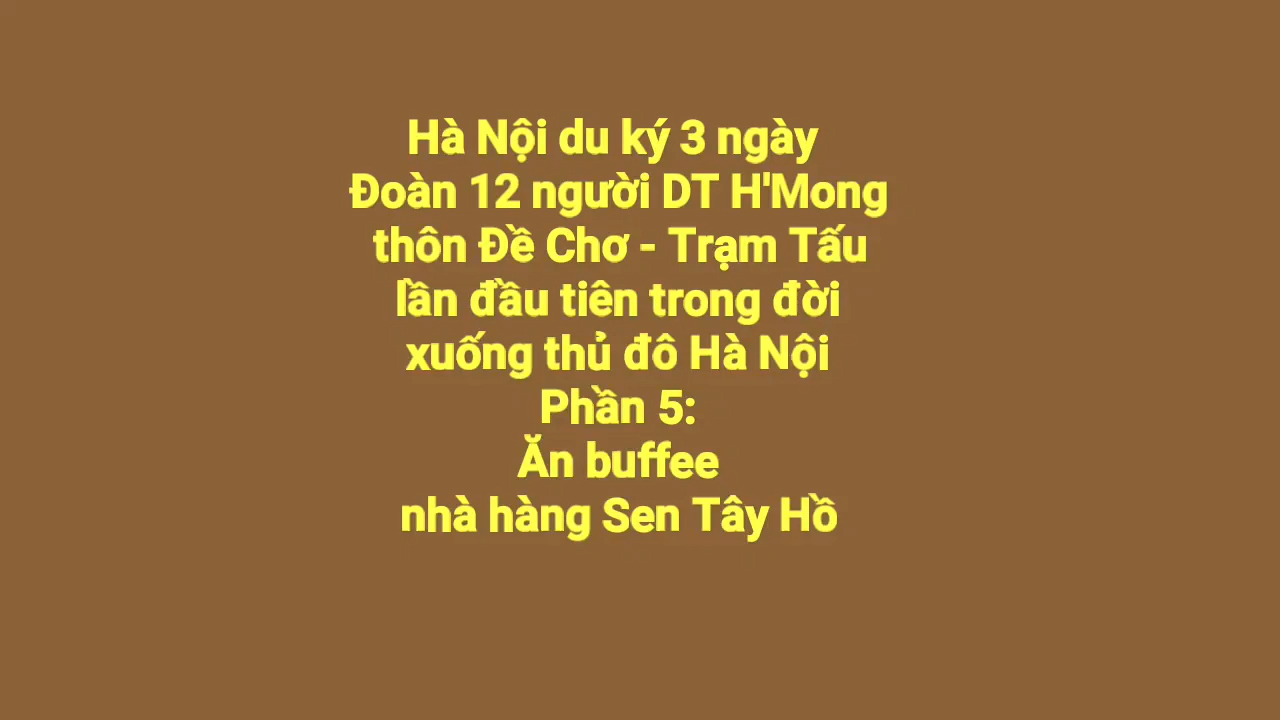 Hà Nội du ký 3 ngày
Đoàn 12 người DT H'Mong
thôn Đề Chơ - Trạm Tấu
lần đầu tiên trong đời
xuống thủ đô Hà Nội
Phần 5:
Ăn buffee
nhà hàng Sen Tây Hồ